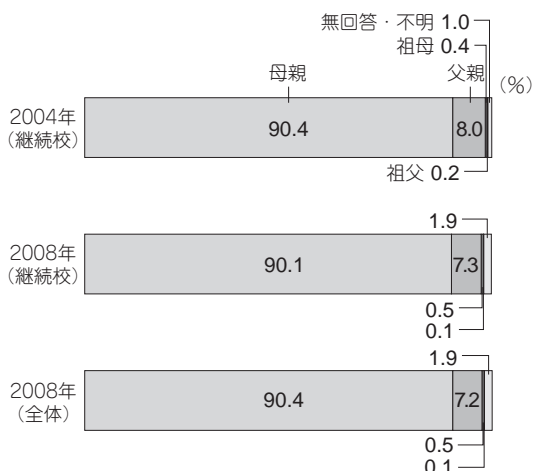 無回答・不明 1.0
祖母 0.4
母親
父親
(%)
2004年
(継続校)
90.4
8.0
祖父 0.2
1.9
2008年
(継続校)
90.1
7.3
0.5
0.1
1.9
2008年
(全体)
90.4
7.2
0.5
0.1